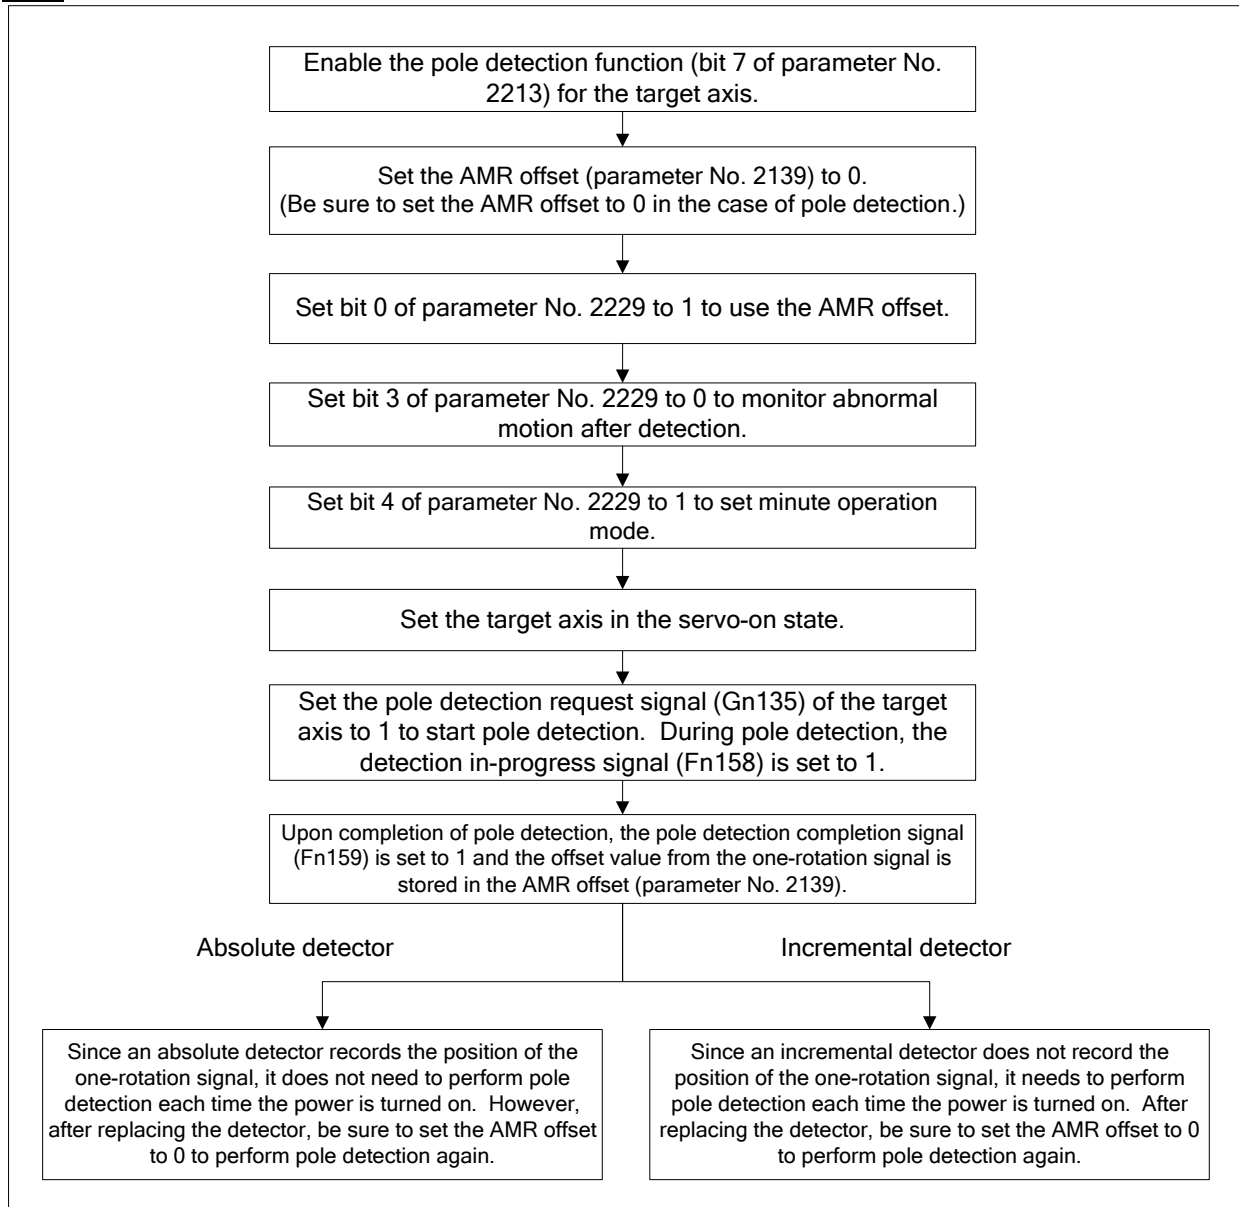 Enable the pole detection function (bit 7 of parameter No.
2213) for the target axis.
Set the AMR offset (parameter No. 2139) to 0.
(Be sure to set the AMR offset to 0 in the case of pole detection.)
Set bit 0 of parameter No. 2229 to 1 to use the AMR offset.
Set bit 3 of parameter No. 2229 to 0 to monitor abnormal
motion after detection.
Set bit 4 of parameter No. 2229 to 1 to set minute operation
mode.
Set the target axis in the servo-on state.
Set the pole detection request signal (Gn135) of the target
axis to 1 to start pole detection.  During pole detection, the
detection in-progress signal (Fn158) is set to 1.
Upon completion of pole detection, the pole detection completion signal
(Fn159) is set to 1 and the offset value from the one-rotation signal is
stored in the AMR offset (parameter No. 2139).
Absolute detector
Incremental detector
Since an absolute detector records the position of the
one-rotation signal, it does not need to perform pole
detection each time the power is turned on.  However,
after replacing the detector, be sure to set the AMR offset
to 0 to perform pole detection again.
Since an incremental detector does not record the
position of the one-rotation signal, it needs to perform
pole detection each time the power is turned on.  After
replacing the detector, be sure to set the AMR offset to 0
to perform pole detection again.